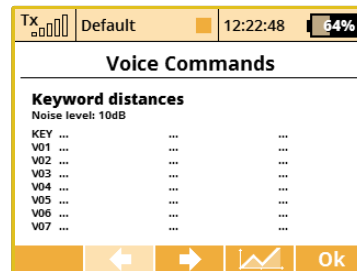 Tx Default 12:22:48 64%
Voice Commands
Keyword distances
Noise level: 10dB
KEY ... ... ...
V01 ... ... ...
V02 ... ... ...
V03 ... ... ...
V04 ... ... ...
V05 ... ... ...
V06 ... ... ...
V07 ... ... ...
Ok